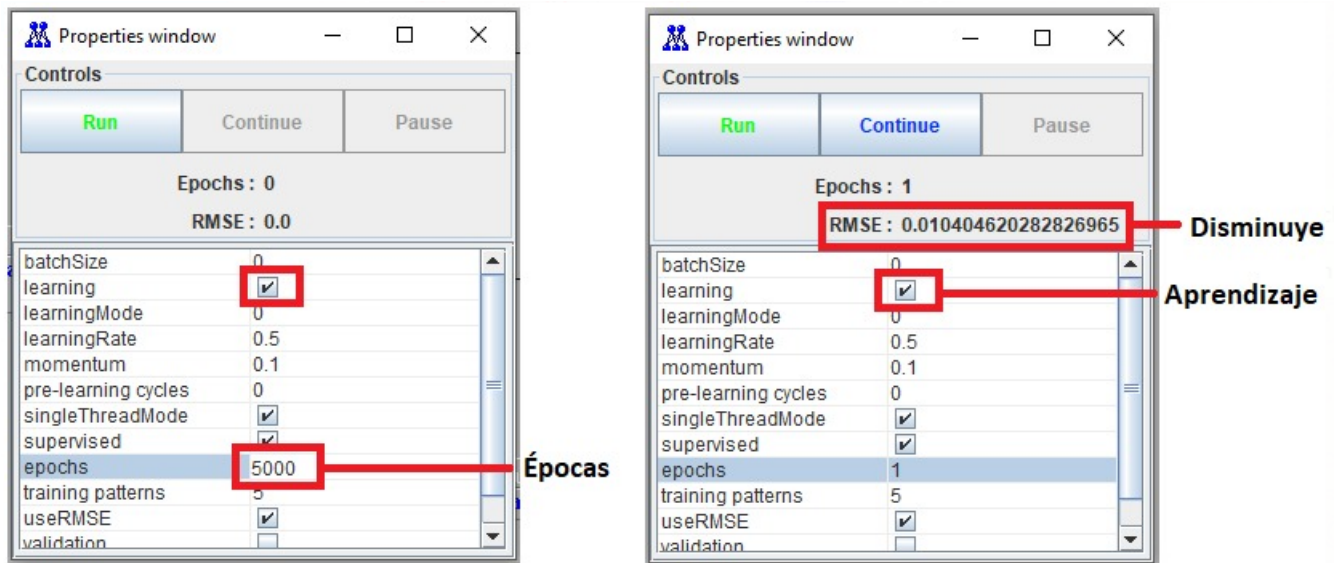 Properties window
Controls
Run Continue Pause
Epochs : 0
RMSE : 0.0
batchSize 0
learning
learningMode 0
learningRate 0.5
momentum 0.1
pre-learning cycles 0
singleThreadMode
supervised
epochs 5000
training patterns 5
useRMSE
validation
Épocas
Properties window
Controls
Run Continue Pause
Epochs : 1
RMSE : 0.010404620282826965
Disminuye
batchSize 0
learning
Aprendizaje
learningMode 0
learningRate 0.5
momentum 0.1
pre-learning cycles 0
singleThreadMode
supervised
epochs 1
training patterns 5
useRMSE
validation